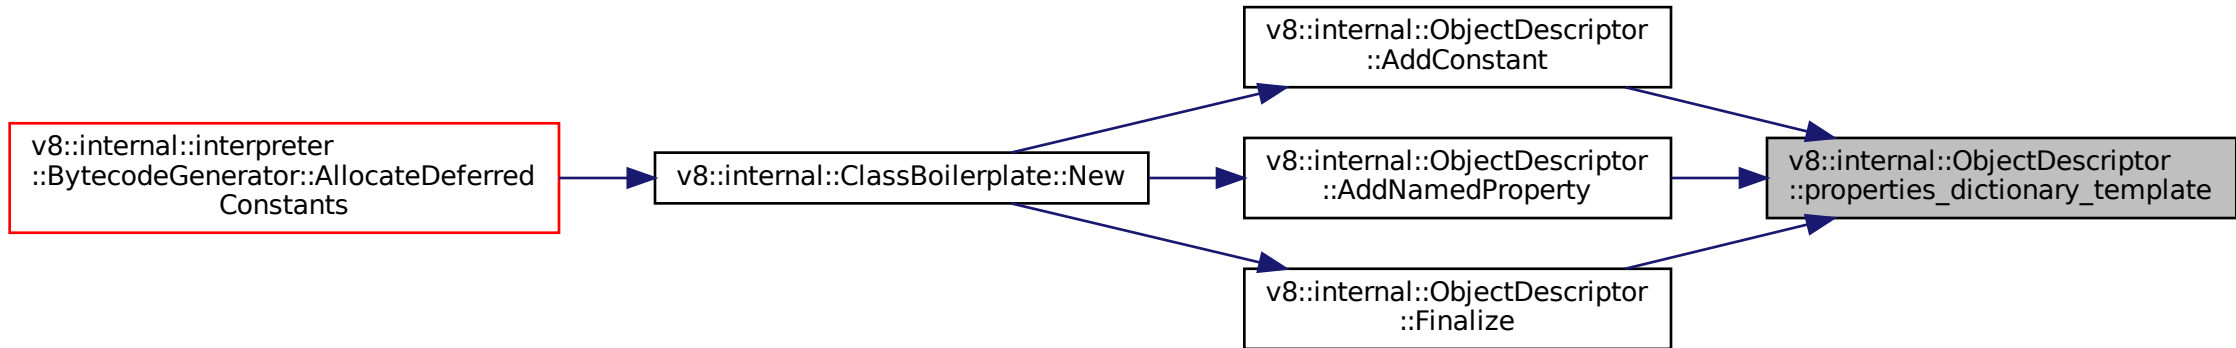 v8::internal::interpreter
::BytecodeGenerator::AllocateDeferred
Constants
v8::internal::ClassBoilerplate::New
v8::internal::ObjectDescriptor
::AddConstant
v8::internal::ObjectDescriptor
::AddNamedProperty
v8::internal::ObjectDescriptor
::Finalize
v8::internal::ObjectDescriptor
::properties_dictionary_template